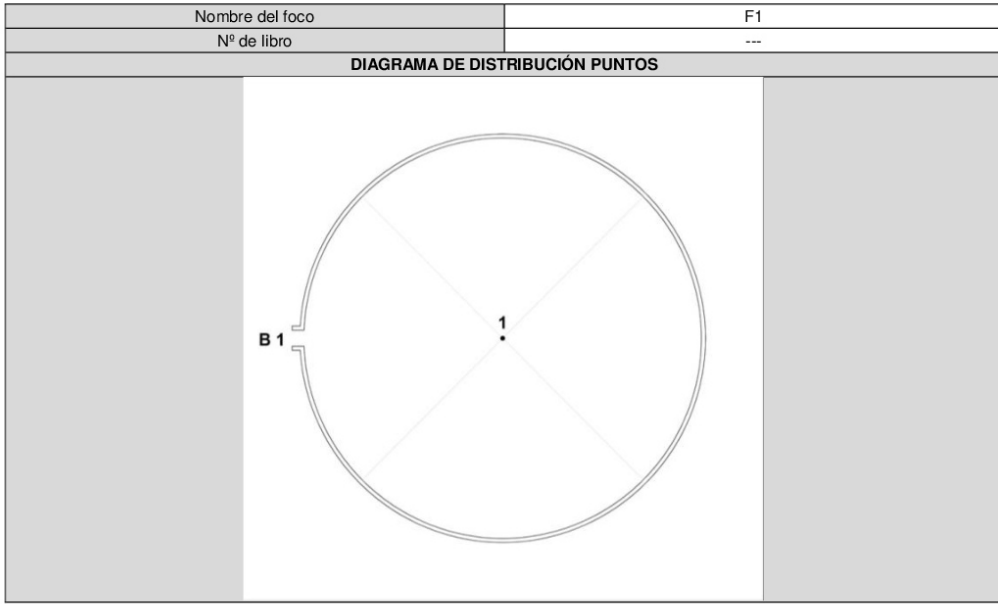 Nombre del foco F1
Nº de libro ---
DIAGRAMA DE DISTRIBUCIÓN PUNTOS
1
B 1